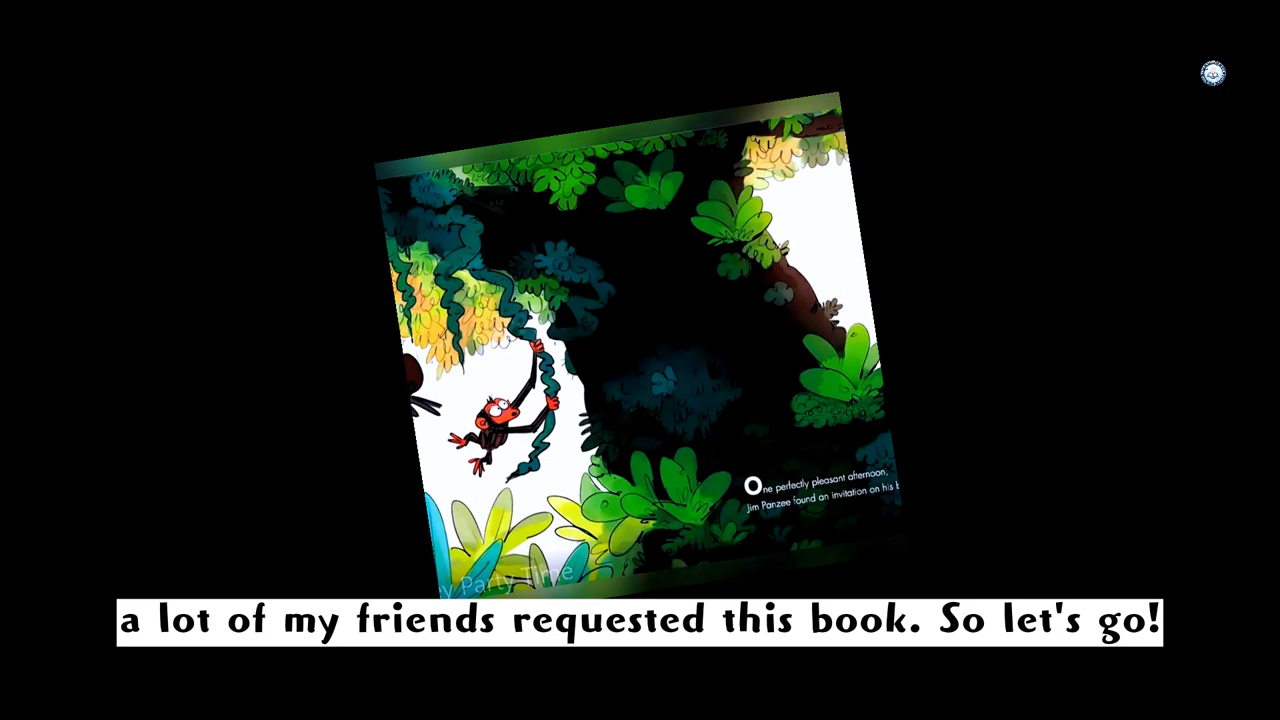 One perfectly pleasant afternoon,
Jim Panzee found an invitation on his
Party Time
a lot of my friends requested this book. So let's go!